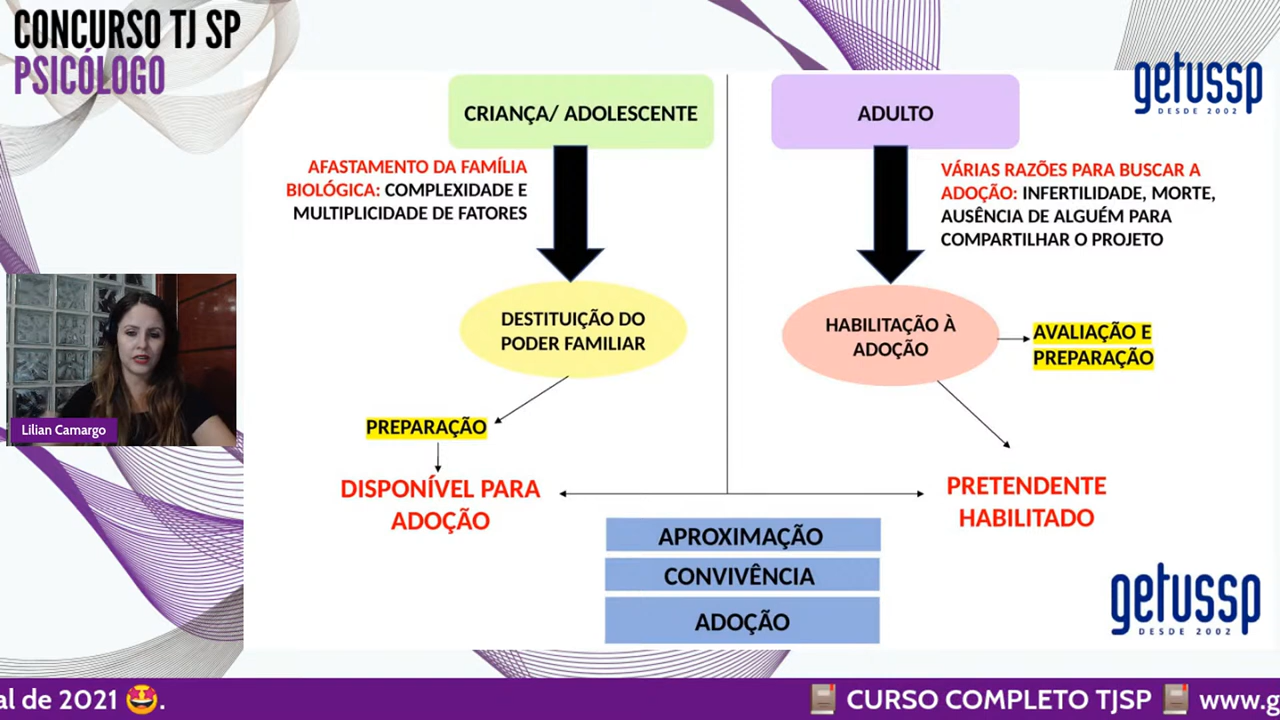 CONCURSO TJ SP
PSICÓLOGO
getussp
DESDE 2002
CRIANÇA/ ADOLESCENTE
AFASTAMENTO DA FAMÍLIA
BIOLÓGICA: COMPLEXIDADE E
MULTIPLICIDADE DE FATORES
DESTITUIÇÃO DO
PODER FAMILIAR
PREPARAÇÃO
DISPONÍVEL PARA
ADOÇÃO
ADULTO
VÁRIAS RAZÕES PARA BUSCAR A
ADOÇÃO: INFERTILIDADE, MORTE,
AUSÊNCIA DE ALGUÉM PARA
COMPARTILHAR O PROJETO
HABILITAÇÃO À
ADOÇÃO
AVALIAÇÃO E
PREPARAÇÃO
PRETENDENTE
HABILITADO
APROXIMAÇÃO
CONVIVÊNCIA
ADOÇÃO
Lilian Camargo
getussp
DESDE 2002
al de 2021 🤩. 📕 CURSO COMPLETO TJSP 📕 www.g